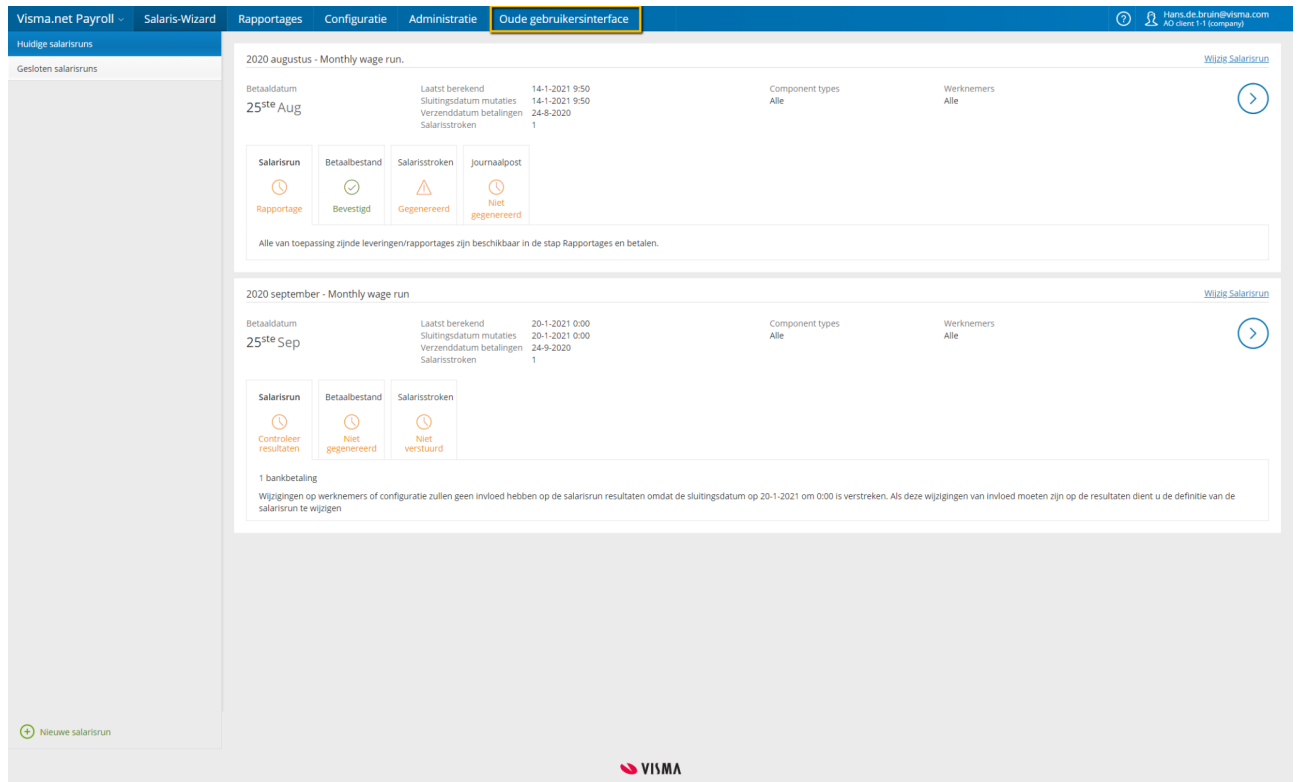 Visma.net Payroll Salaris-Wizard Rapportages Configuratie Administratie Oude gebruikersinterface
Hans.de.bruin@visma.com
AO client 1-1 (company)
Huidige salarisruns
Gesloten salarisruns
2020 augustus - Monthly wage run. Wijzig Salarisrun
Betaaldatum
25ste Aug
Laatst berekend 14-1-2021 9:50
Sluitingsdatum mutaties 14-1-2021 9:50
Verzenddatum betalingen 24-8-2020
Salarisstroken 1
Component types
Alle
Werknemers
Alle
Salarisrun
Rapportage
Betaalbestand
Bevestigd
Salarisstroken
Gegenereerd
Journaalpost
Niet
gegenereerd
Alle van toepassing zijnde leveringen/rapportages zijn beschikbaar in de stap Rapportages en betalen.
2020 september - Monthly wage run Wijzig Salarisrun
Betaaldatum
25ste Sep
Laatst berekend 20-1-2021 0:00
Sluitingsdatum mutaties 20-1-2021 0:00
Verzenddatum betalingen 24-9-2020
Salarisstroken 1
Component types
Alle
Werknemers
Alle
Salarisrun
Controleer
resultaten
Betaalbestand
Niet
gegenereerd
Salarisstroken
Niet
verstuurd
1 bankbetaling
Wijzigingen op werknemers of configuratie zullen geen invloed hebben op de salarisrun resultaten omdat de sluitingsdatum op 20-1-2021 om 0:00 is verstreken. Als deze wijzigingen van invloed moeten zijn op de resultaten dient u de definitie van de
salarisrun te wijzigen
Nieuwe salarisrun
VISMA